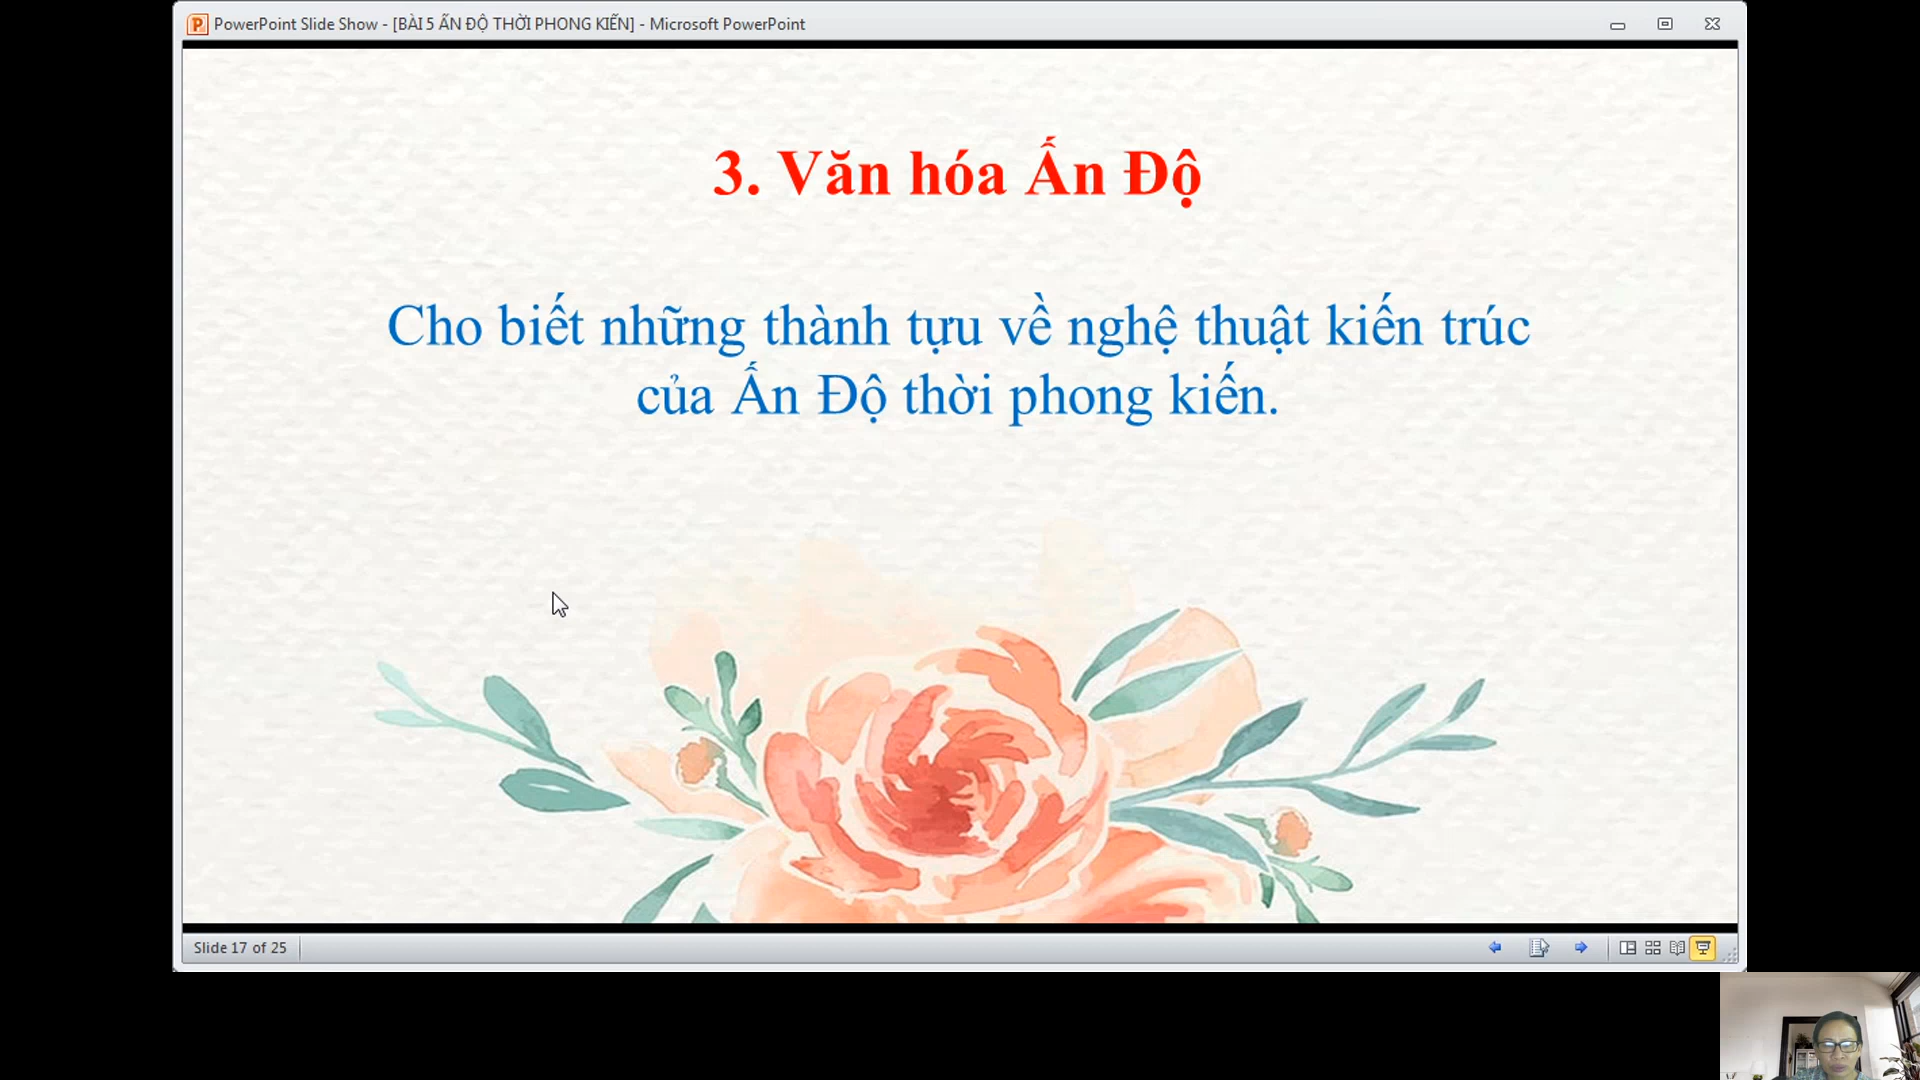 PowerPoint Slide Show - [BÀI 5 ẤN ĐỘ THỜI PHONG KIẾN] - Microsoft PowerPoint
3. Văn hóa Ấn Độ
Cho biết những thành tựu về nghệ thuật kiến trúc
của Ấn Độ thời phong kiến.
Slide 17 of 25